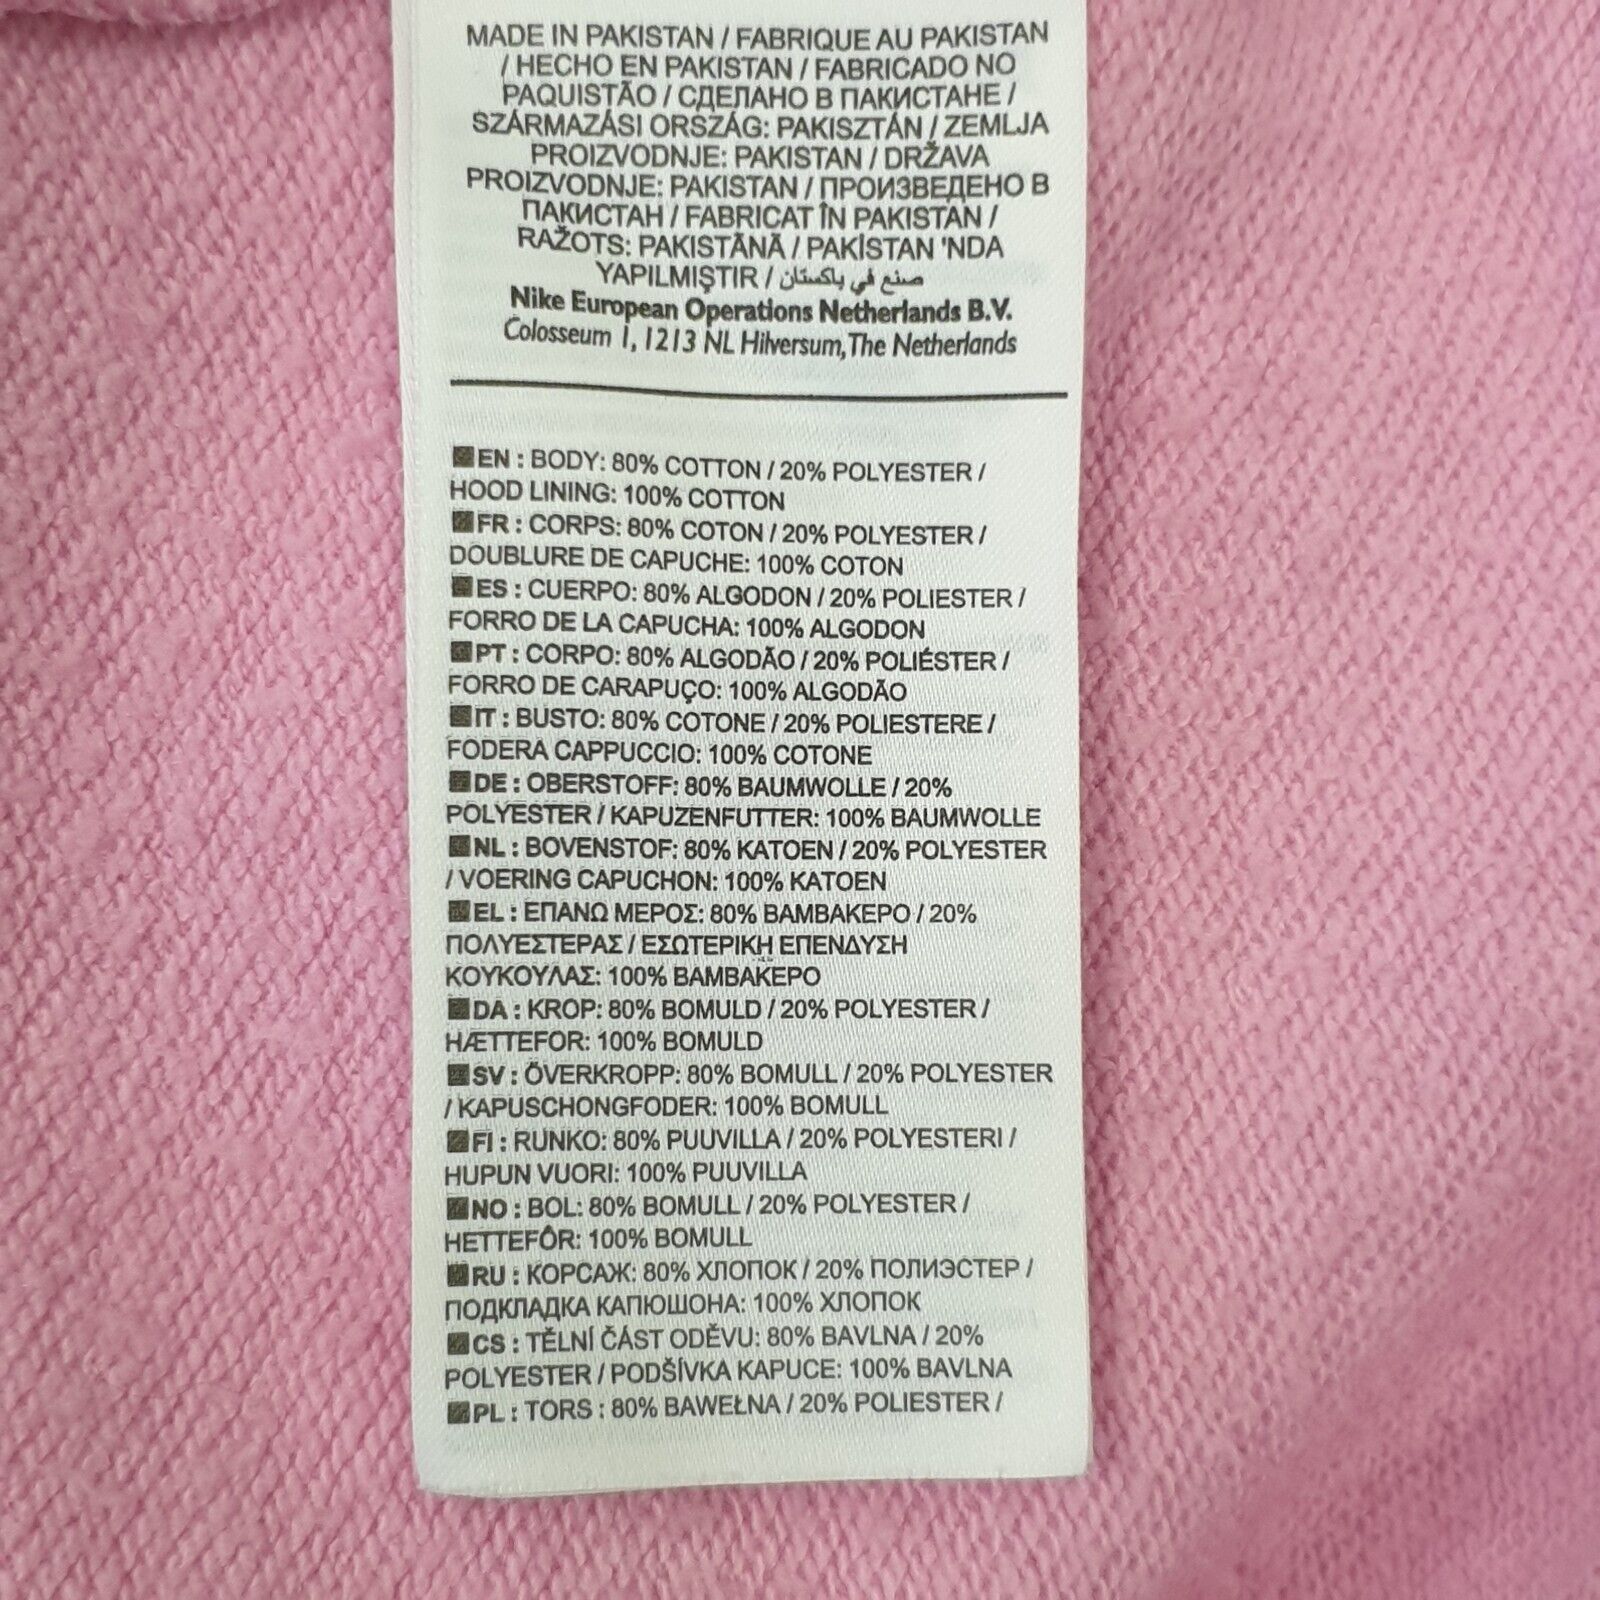 MADE IN PAKISTAN / FABRIQUE AU PAKISTAN
/ HECHO EN PAKISTAN / FABRICADO NO
PAQUISTÃO / СДЕЛАНО В ПАКИСТАНЕ /
SZÁRMAZÁSI ORSZÁG: PAKISZTÁN / ZEMLJA
PROIZVODNJE: PAKISTAN / DRŽAVA
PROIZVODNJE: PAKISTAN / ПРОИЗВЕДЕНО В
ПАКИСТАН / FABRICAT ÎN PAKISTAN /
RAŽOTS: PAKISTĀNĀ / PAKİSTAN 'NDA
YAPILMIŞTIR / صنع في باكستان
Nike European Operations Netherlands B.V.
Colosseum 1, 1213 NL Hilversum, The Netherlands
EN : BODY: 80% COTTON / 20% POLYESTER /
HOOD LINING: 100% COTTON
FR : CORPS: 80% COTON / 20% POLYESTER /
DOUBLURE DE CAPUCHE: 100% COTON
ES : CUERPO: 80% ALGODON / 20% POLIESTER /
FORRO DE LA CAPUCHA: 100% ALGODON
PT : CORPO: 80% ALGODÃO / 20% POLIÉSTER /
FORRO DE CARAPUÇO: 100% ALGODÃO
IT : BUSTO: 80% COTONE / 20% POLIESTERE /
FODERA CAPPUCCIO: 100% COTONE
DE : OBERSTOFF: 80% BAUMWOLLE / 20%
POLYESTER / KAPUZENFUTTER: 100% BAUMWOLLE
NL : BOVENSTOF: 80% KATOEN / 20% POLYESTER
/ VOERING CAPUCHON: 100% KATOEN
EL : ΕΠΑΝΩ ΜΕΡΟΣ: 80% ΒΑΜΒΑΚΕΡΟ / 20%
ΠΟΛΥΕΣΤΕΡΑΣ / ΕΣΩΤΕΡΙΚΗ ΕΠΕΝΔΥΣΗ
ΚΟΥΚΟΥΛΑΣ: 100% ΒΑΜΒΑΚΕΡΟ
DA : KROP: 80% BOMULD / 20% POLYESTER /
HÆTTEFOR: 100% BOMULD
SV : ÖVERKROPP: 80% BOMULL / 20% POLYESTER
/ KAPUSCHONGFODER: 100% BOMULL
FI : RUNKO: 80% PUUVILLA / 20% POLYESTERI /
HUPUN VUORI: 100% PUUVILLA
NO : BOL: 80% BOMULL / 20% POLYESTER /
HETTEFÔR: 100% BOMULL
RU : КОРСАЖ: 80% ХЛОПОК / 20% ПОЛИЭСТЕР /
ПОДКЛАДКА КАПЮШОНА: 100% ХЛОПОК
CS : TĚLNÍ ČÁST ODĚVU: 80% BAVLNA / 20%
POLYESTER / PODŠÍVKA KAPUCE: 100% BAVLNA
PL : TORS : 80% BAWEŁNA / 20% POLIESTER /